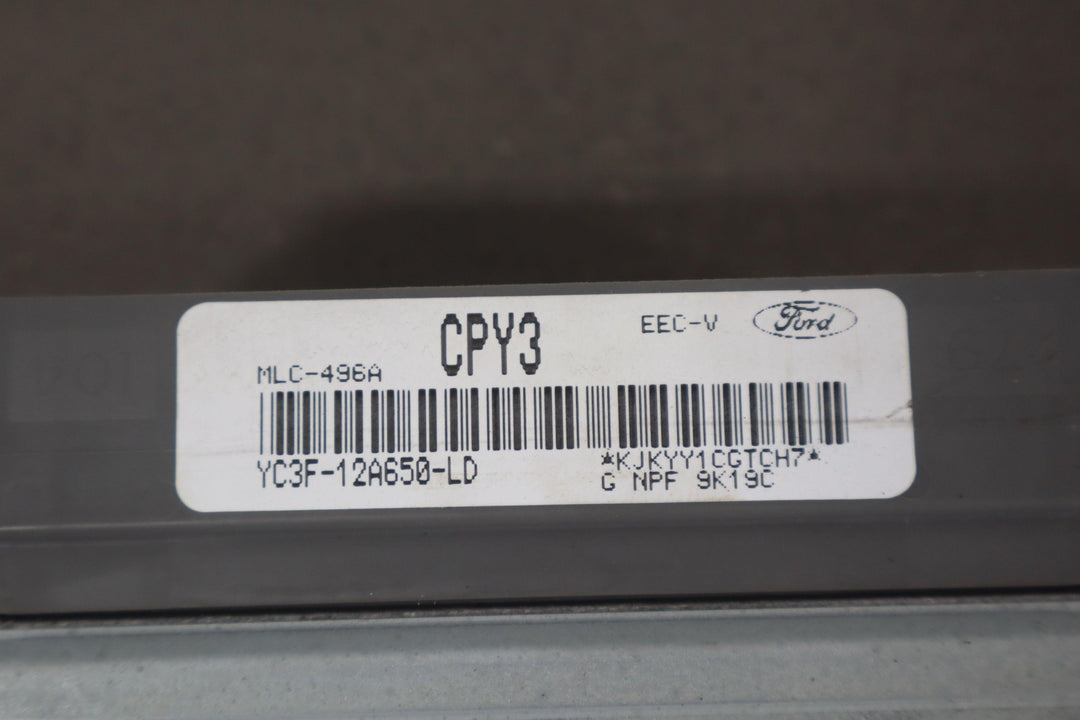 CPY3 EEC-V Ford
MLC-496A
YC3F-12A650-LD *KJKYY1CGTCH7*
G NPF 9K19C